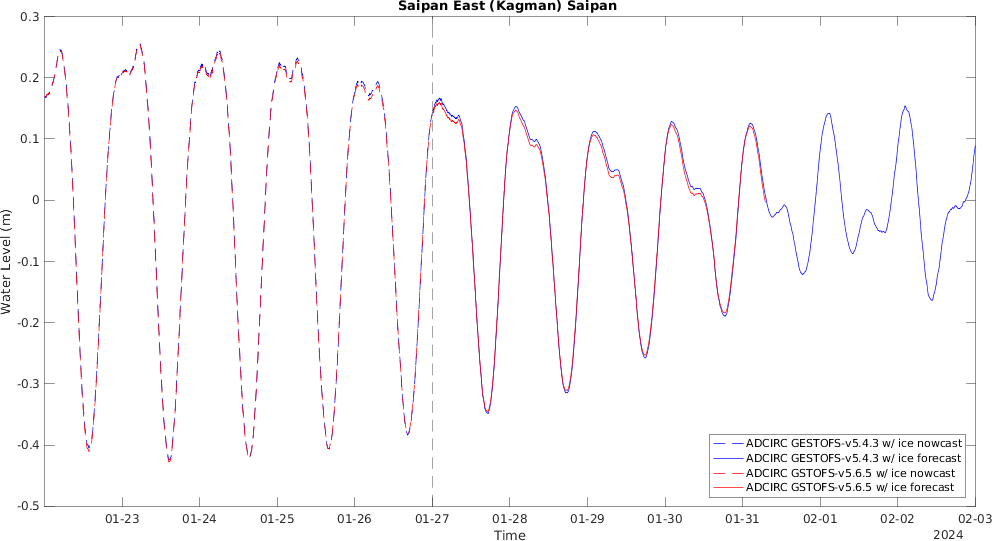 Saipan East (Kagman) Saipan
0.3
0.2
0.1
0
-0.1
-0.2
-0.3
-0.4
-0.5
Water Level (m)
ADCIRC GESTOFS-v5.4.3 w/ ice nowcast
ADCIRC GESTOFS-v5.4.3 w/ ice forecast
ADCIRC GSTOFS-v5.6.5 w/ ice nowcast
ADCIRC GSTOFS-v5.6.5 w/ ice forecast
01-23 01-24 01-25 01-26 01-27 01-28 01-29 01-30 01-31 02-01 02-02 02-03
Time
2024